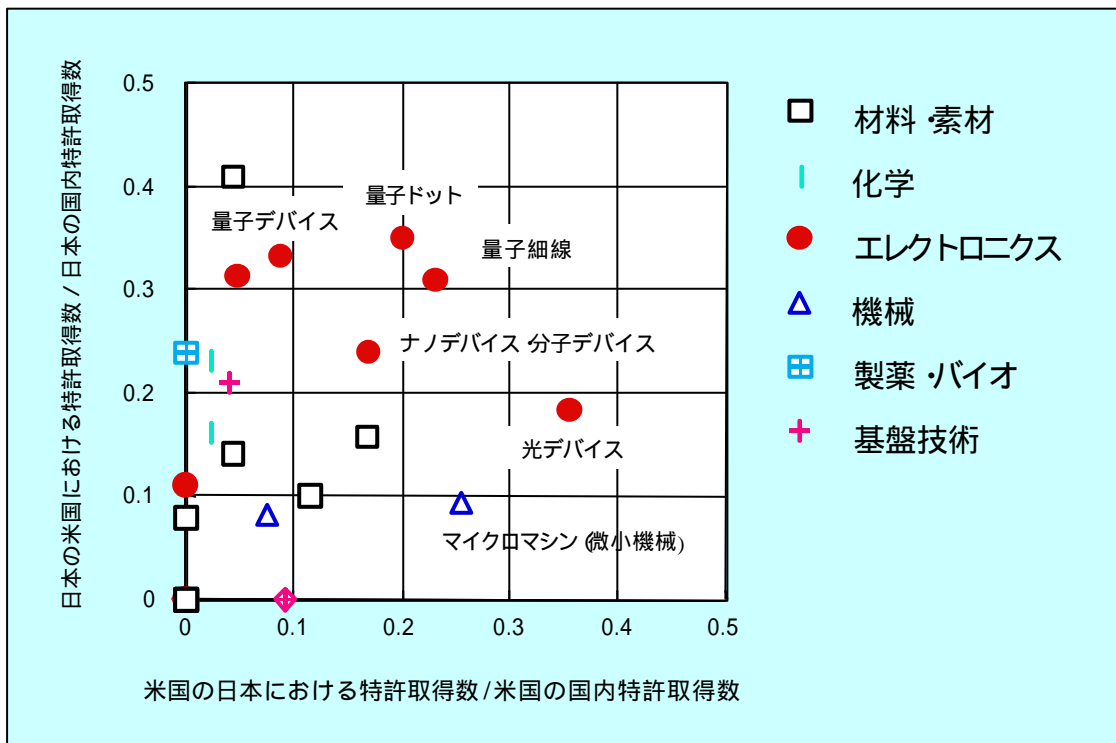 日本の米国における特許取得数 / 日本の国内特許取得数
0.5
0.4
0.3
0.2
0.1
0
0
0.1
0.2
0.3
0.4
0.5
量子ドット
量子デバイス
量子細線
ナノデバイス・分子デバイス
光デバイス
マイクロマシン (微小機械)
米国の日本における特許取得数 / 米国の国内特許取得数
材料・素材
化学
エレクトロニクス
機械
製薬・バイオ
基盤技術